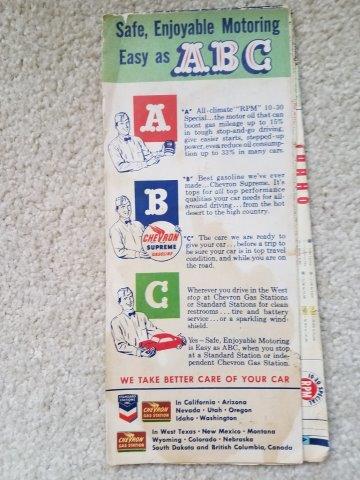 Safe, Enjoyable Motoring
Easy as ABC
A
"A" All-climate "RPM" 10-30
Special...the motor oil that can
boost gas mileage up to 15%
in tough stop-and-go driving,
give easier starts, stepped-up
power, even reduce oil consump-
tion up to 33% in many cars.
B
CHEVRON
SUPREME
GASOLINE
"B" Best gasoline we've ever
made...Chevron Supreme. It's
tops for all top performance
qualities your car needs for all-
around driving...from the hot
desert to the high country.
"C" The care we are ready to
give your car...before a trip to
be sure your car is in top travel
condition, and while you are on
the road.
C
Wherever you drive in the West
stop at Chevron Gas Stations
or Standard Stations for clean
restrooms...tire and battery
service...or a sparkling wind-
shield.
Yes—Safe, Enjoyable Motoring
is Easy as ABC, when you stop
at a Standard Station or inde-
pendent Chevron Gas Station.
WE TAKE BETTER CARE OF YOUR CAR
STANDARD
STATIONS INC.
CHEVRON
GAS STATION
In California · Arizona
Nevada · Utah · Oregon
Idaho · Washington
CHEVRON
GAS STATION
In West Texas · New Mexico · Montana
Wyoming · Colorado · Nebraska
South Dakota and British Columbia, Canada
10-30 SPECIAL
RPM